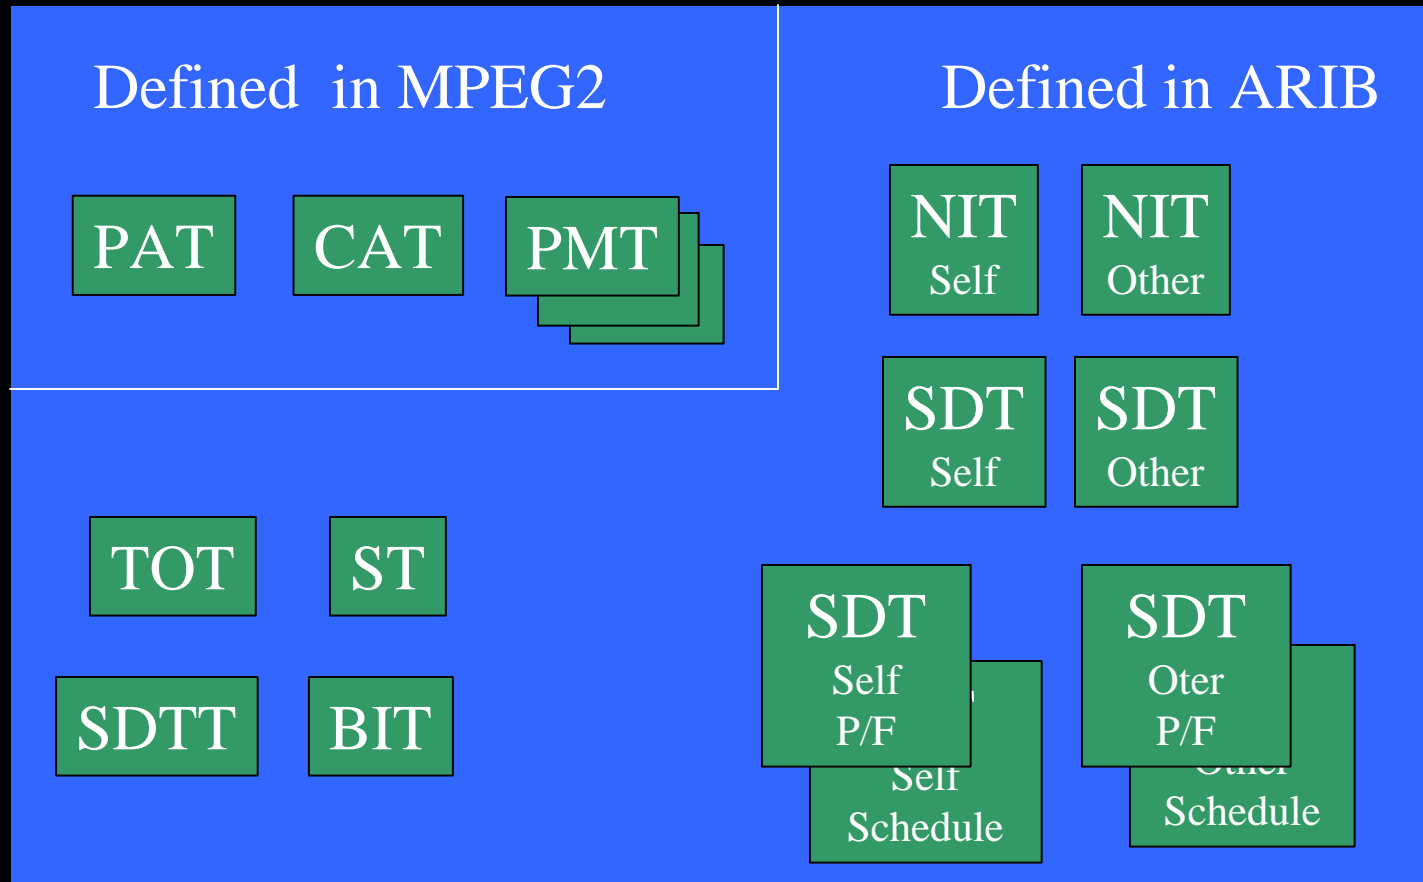 Defined in MPEG2
PAT
CAT
PMT
Defined in ARIB
NIT
Self
NIT
Other
SDT
Self
SDT
Other
TOT
ST
SDTT
BIT
SDT
Self
P/F
Self
Schedule
SDT
Oter
P/F
Other
Schedule